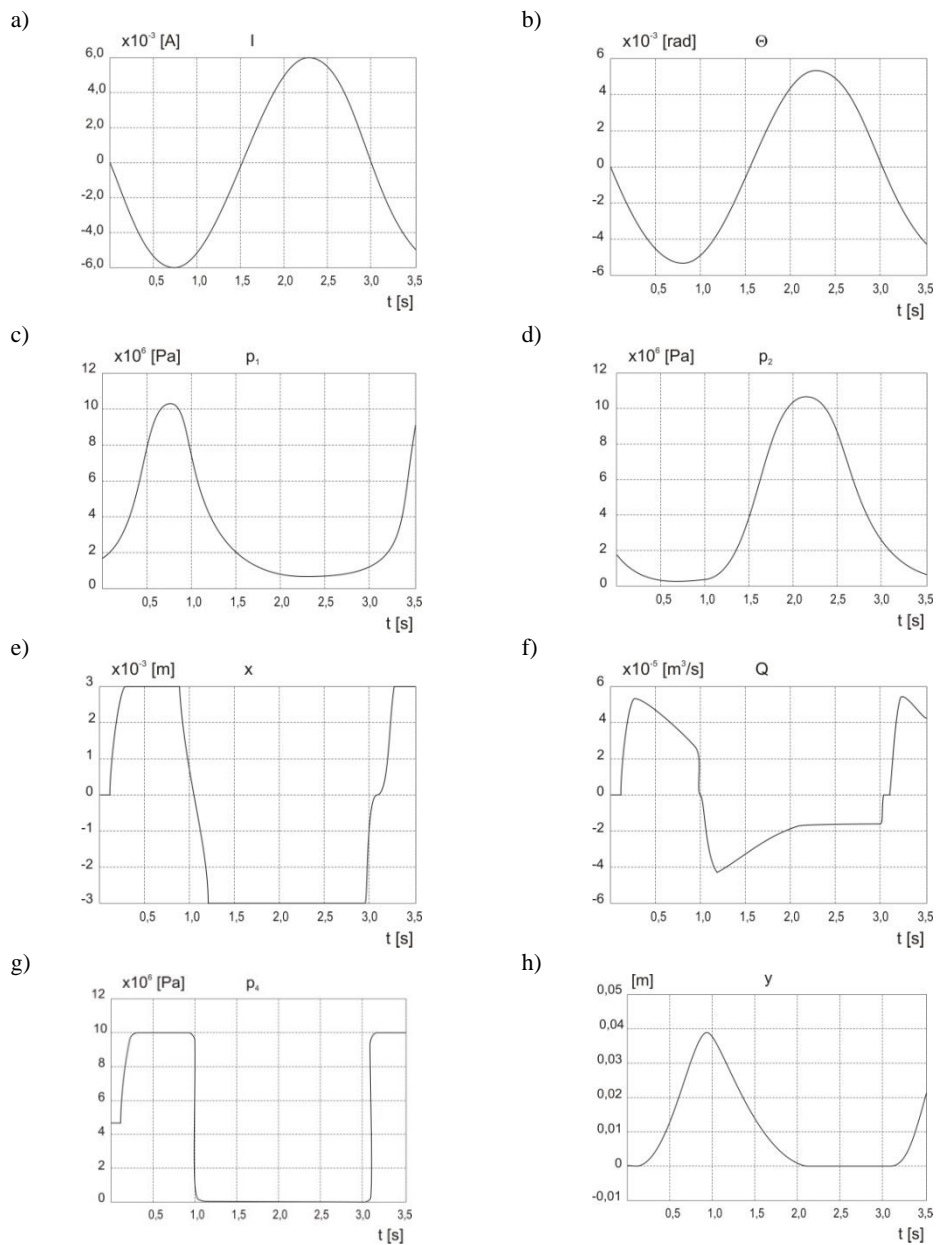 a)
x10⁻³ [A] I
6,0
4,0
2,0
0
-2,0
-4,0
-6,0
0,5 1,0 1,5 2,0 2,5 3,0 3,5
t [s]
b)
x10⁻³ [rad] Θ
6
4
2
0
-2
-4
-6
0,5 1,0 1,5 2,0 2,5 3,0 3,5
t [s]
c)
x10⁶ [Pa] p₁
12
10
8
6
4
2
0
0,5 1,0 1,5 2,0 2,5 3,0 3,5
t [s]
d)
x10⁶ [Pa] p₂
12
10
8
6
4
2
0
0,5 1,0 1,5 2,0 2,5 3,0 3,5
t [s]
e)
x10⁻³ [m] x
3
2
1
0
-1
-2
-3
0,5 1,0 1,5 2,0 2,5 3,0 3,5
t [s]
f)
x10⁻⁵ [m³/s] Q
6
4
2
0
-2
-4
-6
0,5 1,0 1,5 2,0 2,5 3,0 3,5
t [s]
g)
x10⁶ [Pa] p₄
12
10
8
6
4
2
0
0,5 1,0 1,5 2,0 2,5 3,0 3,5
t [s]
h)
[m] y
0,05
0,04
0,03
0,02
0,01
0
-0,01
0,5 1,0 1,5 2,0 2,5 3,0 3,5
t [s]